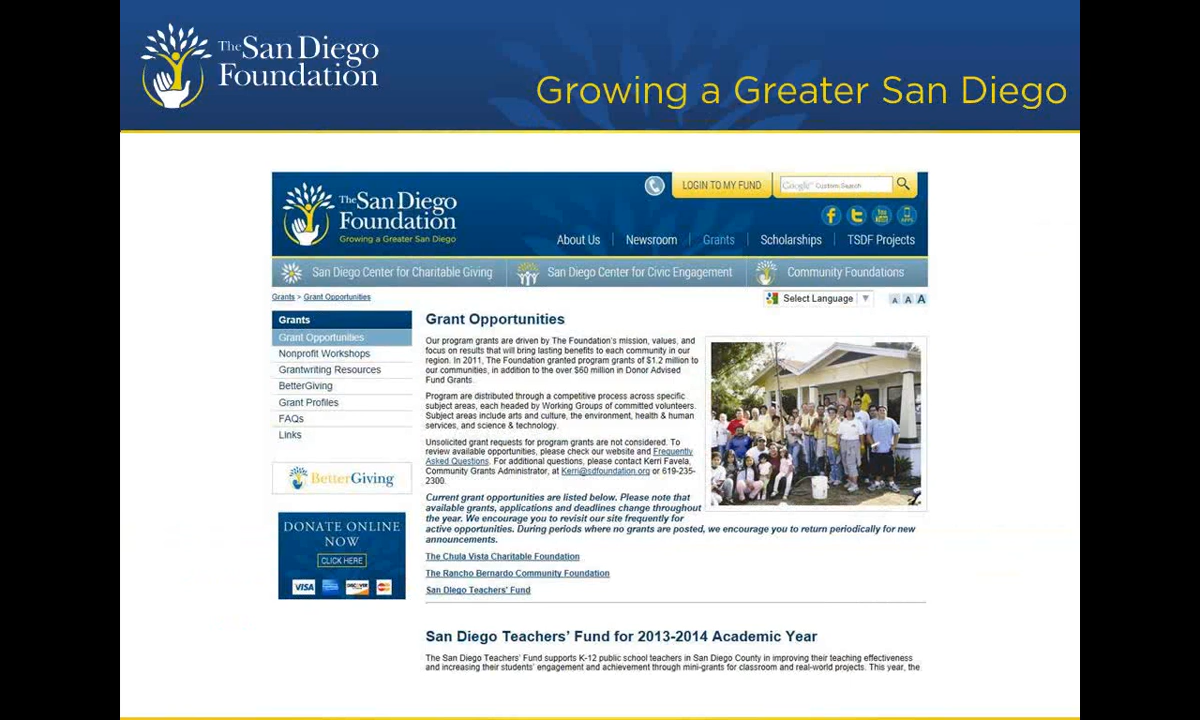 The San Diego
Foundation
Growing a Greater San Diego
The San Diego
Foundation
Growing a Greater San Diego
LOGIN TO MY FUND
Google Custom Search
You Tube
APPS
About Us
Newsroom
Grants
Scholarships
TSDF Projects
San Diego Center for Charitable Giving
San Diego Center for Civic Engagement
Community Foundations
Grants > Grant Opportunities
Select Language ▼
A A A
Grants
Grant Opportunities
Nonprofit Workshops
Grantwriting Resources
BetterGiving
Grant Profiles
FAQs
Links
BetterGiving
DONATE ONLINE
NOW
CLICK HERE
VISA
DISCOVER
Grant Opportunities
Our program grants are driven by The Foundation's mission, values, and
focus on results that will bring lasting benefits to each community in our
region. In 2011, The Foundation granted program grants of $1.2 million to
our communities, in addition to the over $60 million in Donor Advised
Fund Grants.
Program are distributed through a competitive process across specific
subject areas, each headed by Working Groups of committed volunteers.
Subject areas include arts and culture, the environment, health & human
services, and science & technology.
Unsolicited grant requests for program grants are not considered. To
review available opportunities, please check our website and Frequently
Asked Questions. For additional questions, please contact Kerri Favela,
Community Grants Administrator, at Kerri@sdfoundation.org or 619-235-
2300.
Current grant opportunities are listed below. Please note that
available grants, applications and deadlines change throughout
the year. We encourage you to revisit our site frequently for
active opportunities. During periods where no grants are posted, we encourage you to return periodically for new
announcements.
The Chula Vista Charitable Foundation
The Rancho Bernardo Community Foundation
San Diego Teachers' Fund
San Diego Teachers' Fund for 2013-2014 Academic Year
The San Diego Teachers' Fund supports K-12 public school teachers in San Diego County in improving their teaching effectiveness
and increasing their students' engagement and achievement through mini-grants for classroom and real-world projects. This year, the